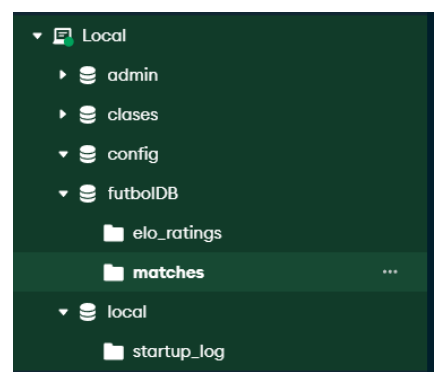 Local
admin
clases
config
futbolDB
elo_ratings
matches
local
startup_log